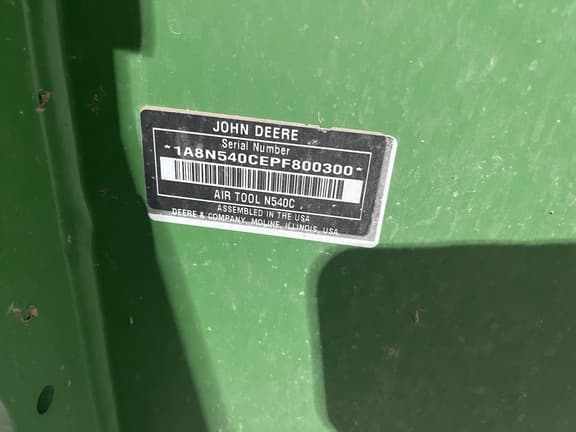 JOHN DEERE
Serial Number
*1A8N540CEPF800300*
AIR TOOL N540C
ASSEMBLED IN THE USA
DEERE & COMPANY, MOLINE, ILLINOIS, USA